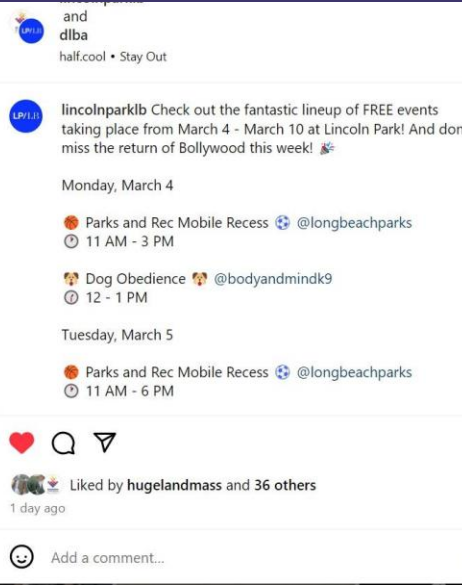 and
dlba
half.cool • Stay Out
LP/LB
lincolnparklb Check out the fantastic lineup of FREE events
taking place from March 4 - March 10 at Lincoln Park! And don
miss the return of Bollywood this week! 🎉
Monday, March 4
🏀 Parks and Rec Mobile Recess ⚽ @longbeachparks
🕐 11 AM - 3 PM
🐶 Dog Obedience 🐶 @bodyandmindk9
🕐 12 - 1 PM
Tuesday, March 5
🏀 Parks and Rec Mobile Recess ⚽ @longbeachparks
🕐 11 AM - 6 PM
Liked by hugelandmass and 36 others
1 day ago
Add a comment...